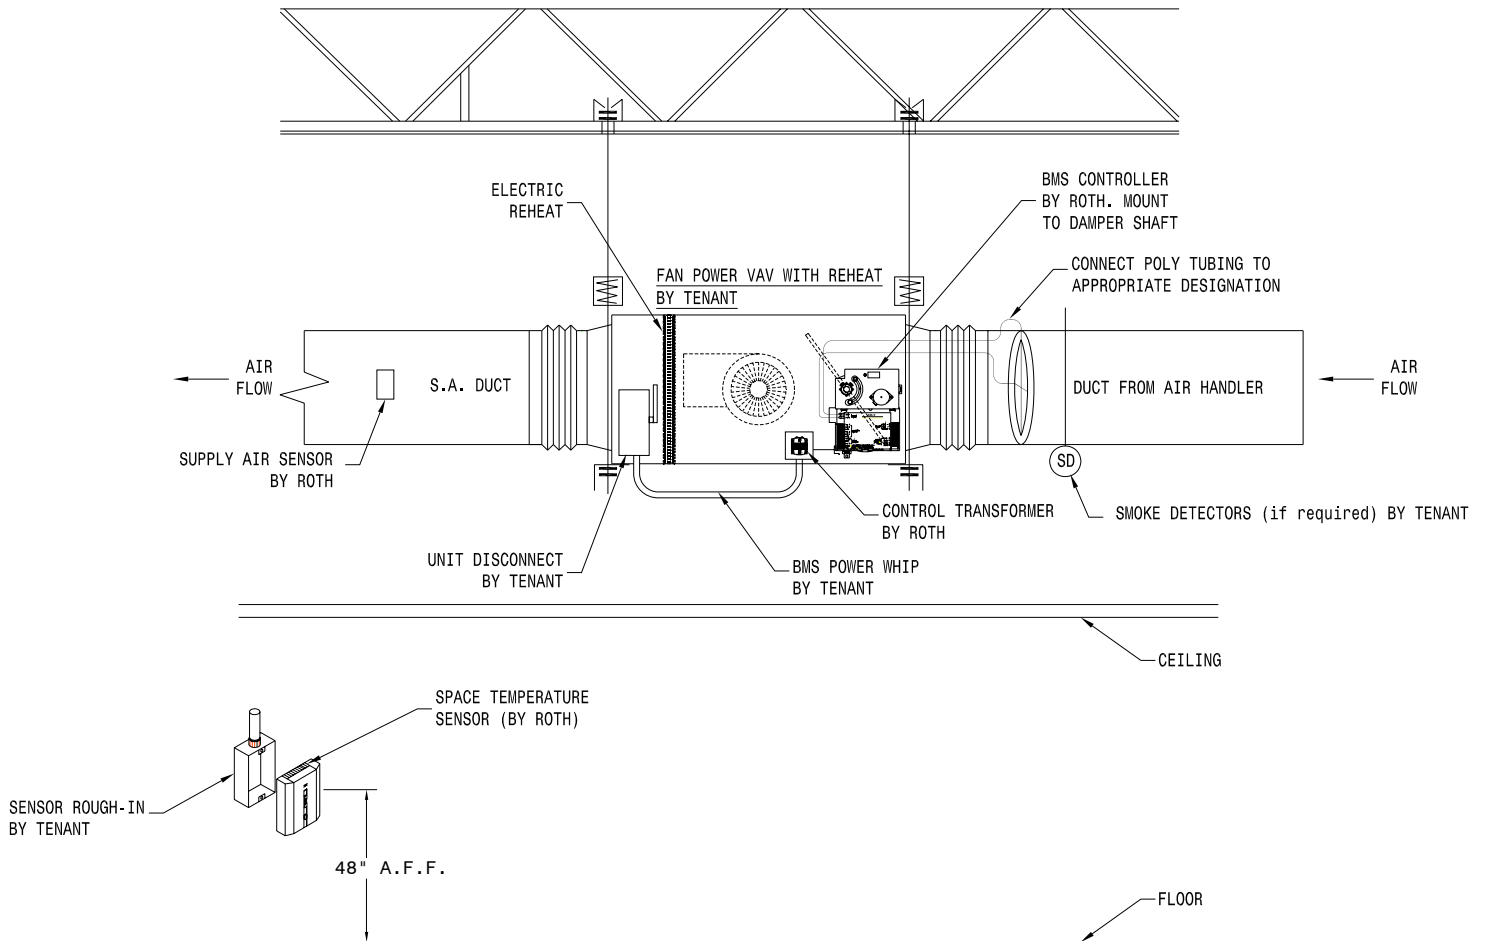 ELECTRIC
REHEAT
BMS CONTROLLER
BY ROTH. MOUNT
TO DAMPER SHAFT
FAN POWER VAV WITH REHEAT
BY TENANT
CONNECT POLY TUBING TO
APPROPRIATE DESIGNATION
AIR
FLOW
S.A. DUCT
DUCT FROM AIR HANDLER
AIR
FLOW
SUPPLY AIR SENSOR
BY ROTH
SD
CONTROL TRANSFORMER
BY ROTH
SMOKE DETECTORS (if required) BY TENANT
UNIT DISCONNECT
BY TENANT
BMS POWER WHIP
BY TENANT
CEILING
SPACE TEMPERATURE
SENSOR (BY ROTH)
SENSOR ROUGH-IN
BY TENANT
48" A.F.F.
FLOOR